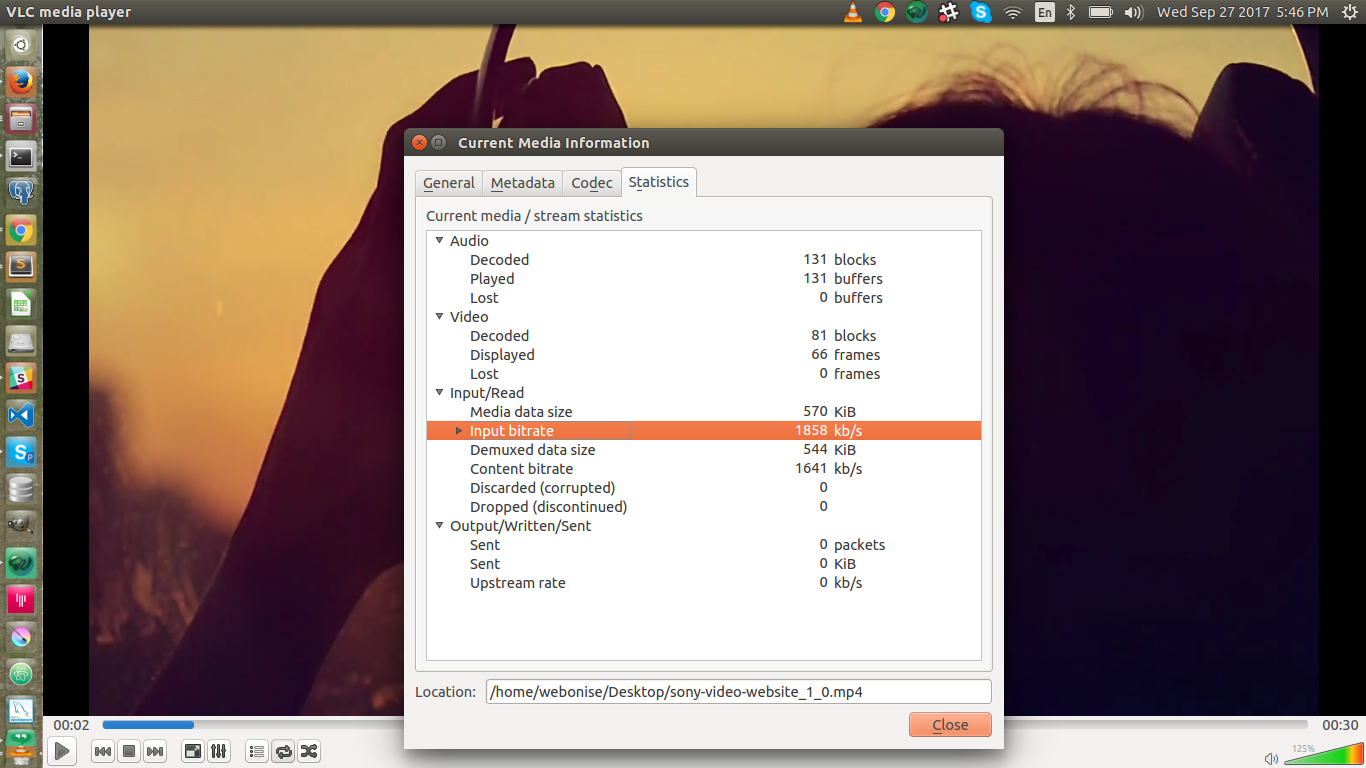 VLC media player
En
Wed Sep 27 2017 5:46 PM
Current Media Information
General Metadata Codec Statistics
Current media / stream statistics
Audio
Decoded 131 blocks
Played 131 buffers
Lost 0 buffers
Video
Decoded 81 blocks
Displayed 66 frames
Lost 0 frames
Input/Read
Media data size 570 KiB
Input bitrate 1858 kb/s
Demuxed data size 544 KiB
Content bitrate 1641 kb/s
Discarded (corrupted) 0
Dropped (discontinued) 0
Output/Written/Sent
Sent 0 packets
Sent 0 KiB
Upstream rate 0 kb/s
Location: /home/webonise/Desktop/sony-video-website_1_0.mp4
Close
00:02 00:30
125%